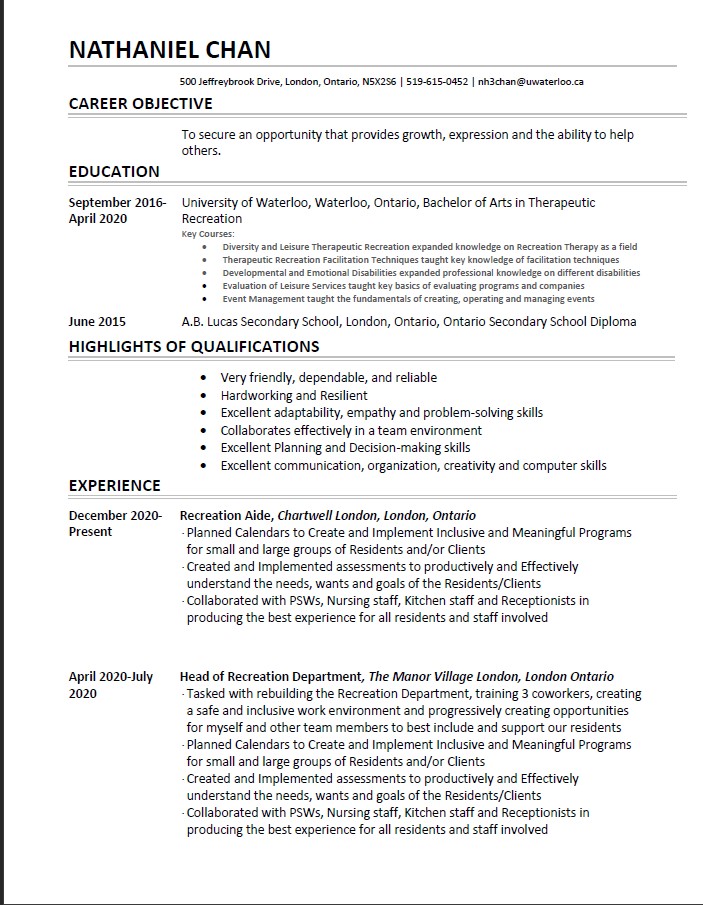 NATHANIEL CHAN
500 Jeffreybrook Drive, London, Ontario, N5X2S6 | 519-615-0452 | nh3chan@uwaterloo.ca
CAREER OBJECTIVE
To secure an opportunity that provides growth, expression and the ability to help
others.
EDUCATION
September 2016- University of Waterloo, Waterloo, Ontario, Bachelor of Arts in Therapeutic
April 2020 Recreation
Key Courses:
• Diversity and Leisure Therapeutic Recreation expanded knowledge on Recreation Therapy as a field
• Therapeutic Recreation Facilitation Techniques taught key knowledge of facilitation techniques
• Developmental and Emotional Disabilities expanded professional knowledge on different disabilities
• Evaluation of Leisure Services taught key basics of evaluating programs and companies
• Event Management taught the fundamentals of creating, operating and managing events
June 2015 A.B. Lucas Secondary School, London, Ontario, Ontario Secondary School Diploma
HIGHLIGHTS OF QUALIFICATIONS
• Very friendly, dependable, and reliable
• Hardworking and Resilient
• Excellent adaptability, empathy and problem-solving skills
• Collaborates effectively in a team environment
• Excellent Planning and Decision-making skills
• Excellent communication, organization, creativity and computer skills
EXPERIENCE
December 2020- Recreation Aide, Chartwell London, London, Ontario
Present · Planned Calendars to Create and Implement Inclusive and Meaningful Programs
for small and large groups of Residents and/or Clients
· Created and Implemented assessments to productively and Effectively
understand the needs, wants and goals of the Residents/Clients
· Collaborated with PSWs, Nursing staff, Kitchen staff and Receptionists in
producing the best experience for all residents and staff involved
April 2020-July Head of Recreation Department, The Manor Village London, London Ontario
2020 · Tasked with rebuilding the Recreation Department, training 3 coworkers, creating
a safe and inclusive work environment and progressively creating opportunities
for myself and other team members to best include and support our residents
· Planned Calendars to Create and Implement Inclusive and Meaningful Programs
for small and large groups of Residents and/or Clients
· Created and Implemented assessments to productively and Effectively
understand the needs, wants and goals of the Residents/Clients
· Collaborated with PSWs, Nursing staff, Kitchen staff and Receptionists in
producing the best experience for all residents and staff involved